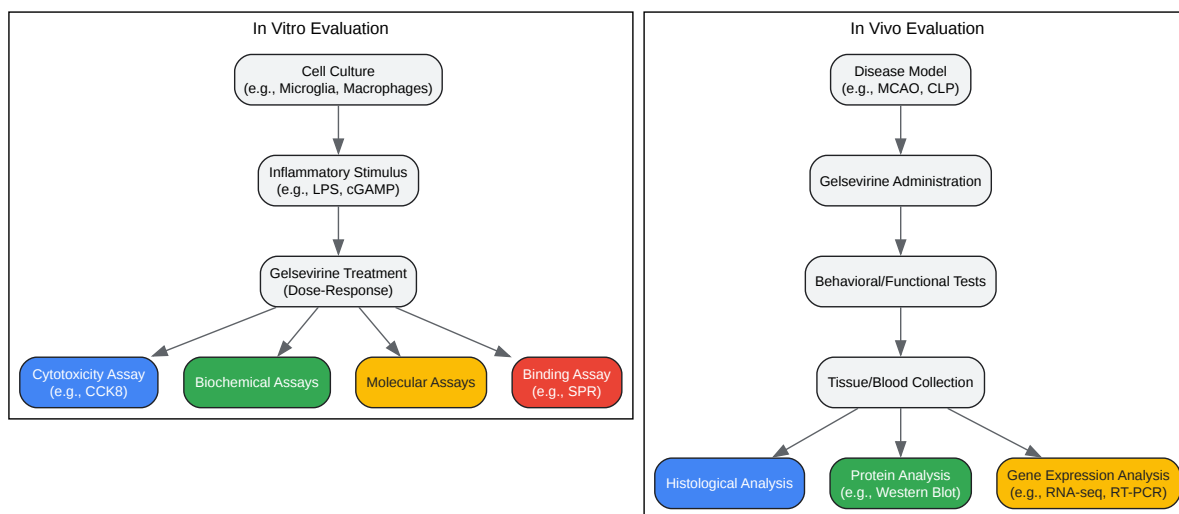 In Vitro Evaluation
Cell Culture
(e.g., Microglia, Macrophages)
Inflammatory Stimulus
(e.g., LPS, cGAMP)
Gelsevirine Treatment
(Dose-Response)
Cytotoxicity Assay
(e.g., CCK8)
Biochemical Assays
Molecular Assays
Binding Assay
(e.g., SPR)
In Vivo Evaluation
Disease Model
(e.g., MCAO, CLP)
Gelsevirine Administration
Behavioral/Functional Tests
Tissue/Blood Collection
Histological Analysis
Protein Analysis
(e.g., Western Blot)
Gene Expression Analysis
(e.g., RNA-seq, RT-PCR)